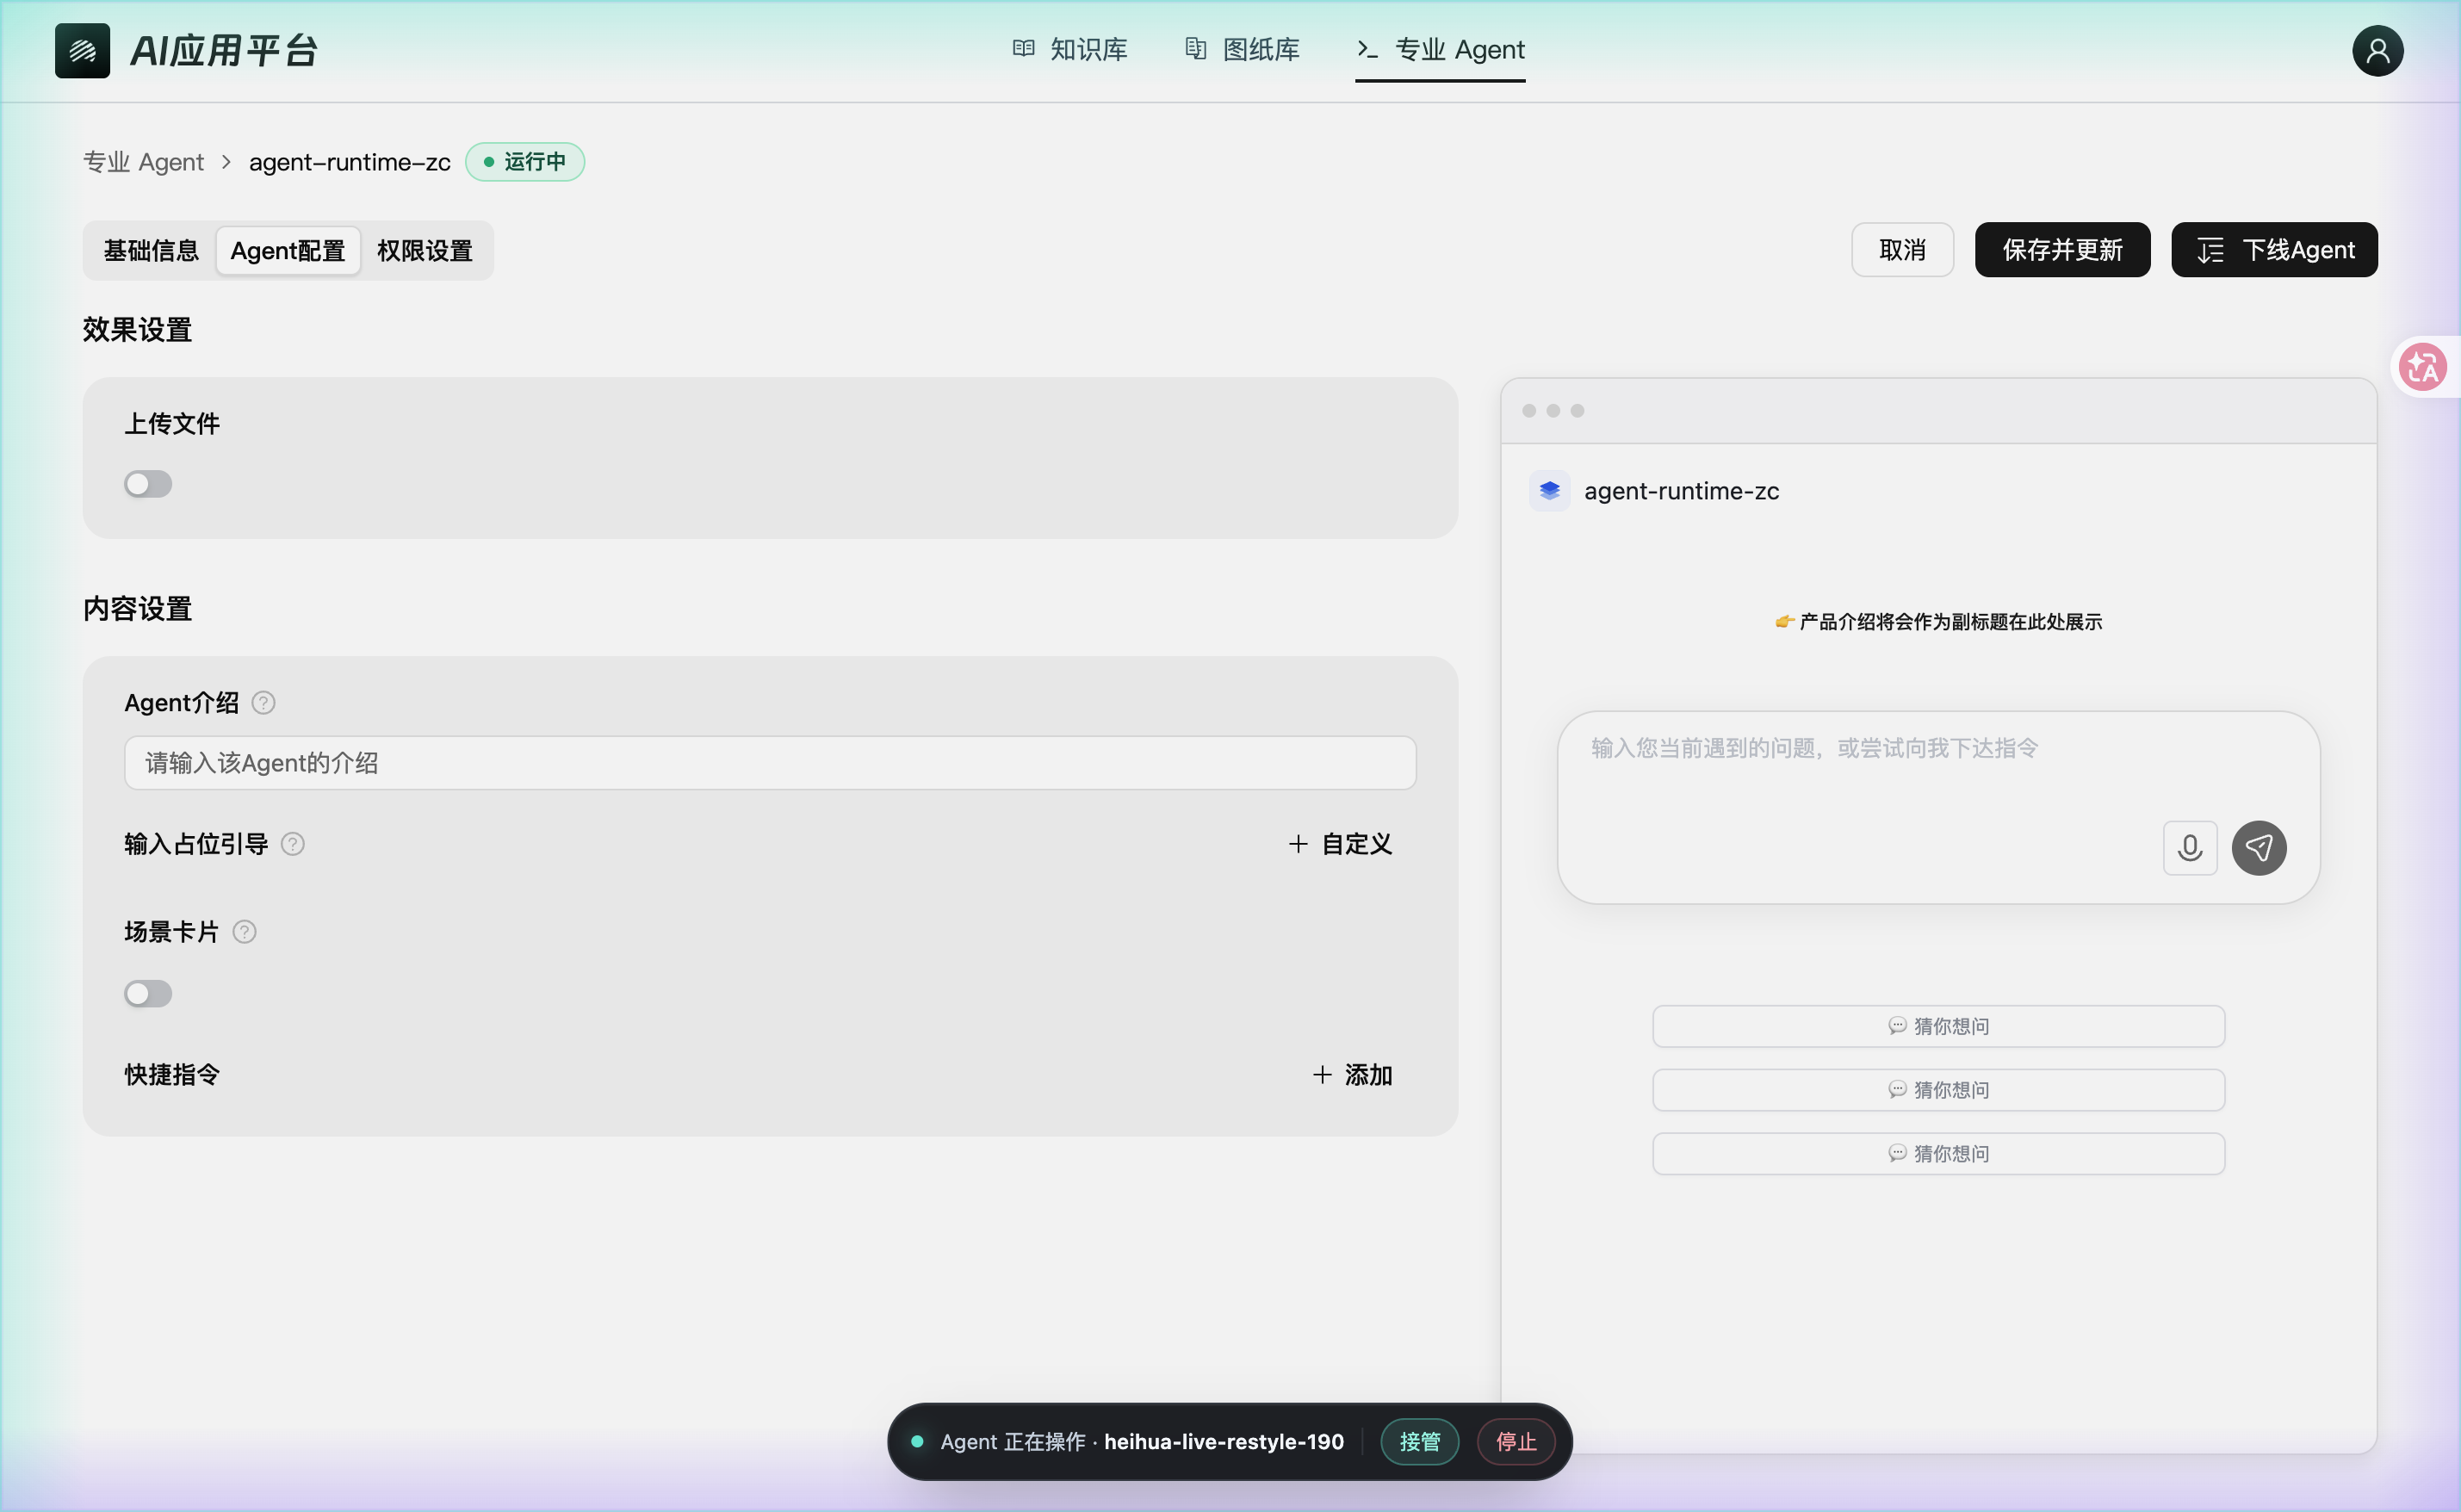 AI应用平台
知识库
图纸库
专业 Agent
专业 Agent > agent-runtime-zc 运行中
基础信息
Agent配置
权限设置
取消
保存并更新
下线Agent
效果设置
上传文件
内容设置
Agent介绍 ?
请输入该Agent的介绍
输入占位引导 ?
+ 自定义
场景卡片 ?
快捷指令
+ 添加
agent-runtime-zc
👉 产品介绍将会作为副标题在此处展示
输入您当前遇到的问题，或尝试向我下达指令
💬 猜你想问
💬 猜你想问
💬 猜你想问
Agent 正在操作 · heihua-live-restyle-190
接管
停止
A